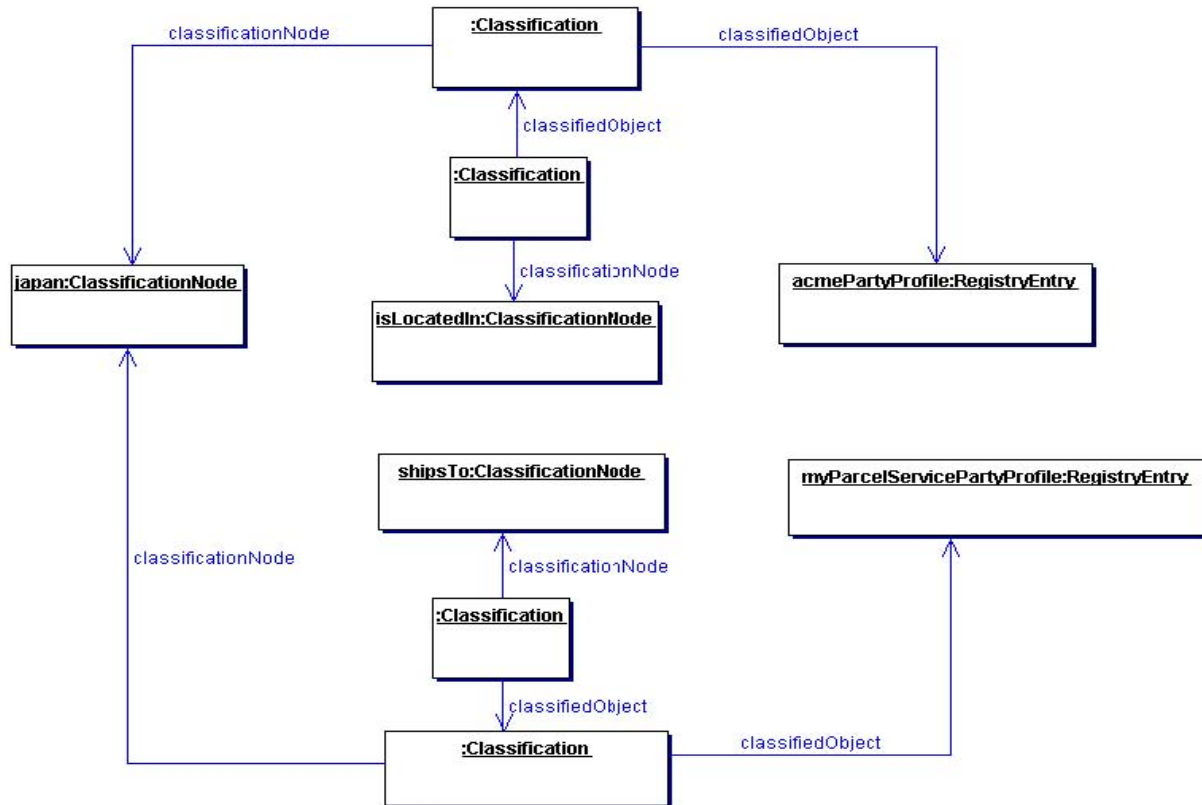 :Classification
classificationNode
classifiedObject
classifiedObject
:Classification
classificationNode
japan:ClassificationNode
acmePartyProfile:RegistryEntry
isLocatedIn:ClassificationNode
shipsTo:ClassificationNode
myParcelServicePartyProfile:RegistryEntry
classificationNode
classificationNode
:Classification
classifiedObject
:Classification
classifiedObject